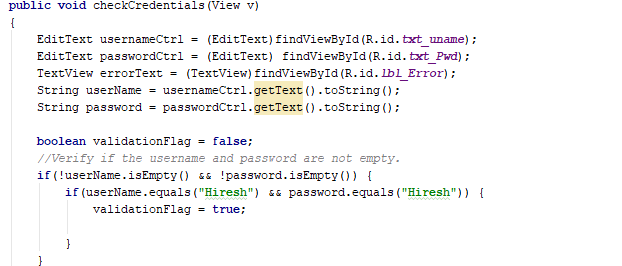 public void checkCredentials(View v)
{
    EditText usernameCtrl = (EditText)findViewById(R.id.txt_uname);
    EditText passwordCtrl = (EditText) findViewById(R.id.txt_Pwd);
    TextView errorText = (TextView)findViewById(R.id.lbl_Error);
    String userName = usernameCtrl.getText().toString();
    String password = passwordCtrl.getText().toString();

    boolean validationFlag = false;
    //Verify if the username and password are not empty.
    if(!userName.isEmpty() && !password.isEmpty()) {
        if(userName.equals("Hiresh") && password.equals("Hiresh")) {
            validationFlag = true;

        }
    }